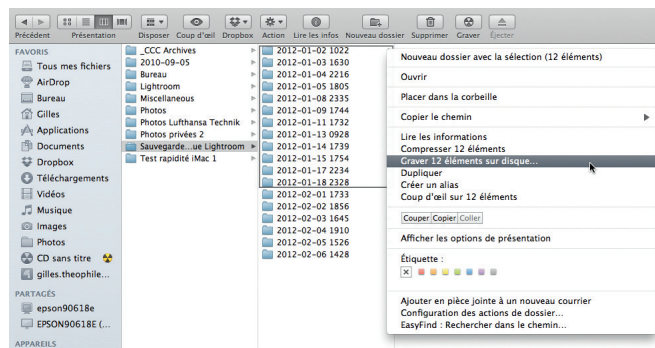 Précédent Présentation Disposer Coup d'œil Dropbox Action Lire les infos Nouveau dossier Supprimer Graver Éjecter
FAVORIS
Tous mes fichiers
AirDrop
Bureau
Gilles
Applications
Documents
Dropbox
Téléchargements
Vidéos
Musique
Images
Photos
CD sans titre
gilles.theophile...
PARTAGÉS
epson90618e
EPSON90618E (...
APPAREILS
_CCC Archives
2010-09-05
Bureau
Lightroom
Miscellaneous
Photos
Photos Lufthansa Technik
Photos privées 2
Sauvegarde...ue Lightroom
Test rapidité iMac 1
2012-01-02 1022
2012-01-03 1630
2012-01-04 2216
2012-01-05 1805
2012-01-08 2335
2012-01-09 1744
2012-01-11 1732
2012-01-13 0928
2012-01-14 1739
2012-01-15 1754
2012-01-17 2234
2012-01-18 2328
2012-02-01 1733
2012-02-02 1856
2012-02-03 1645
2012-02-04 1910
2012-02-05 1526
2012-02-06 1428
Nouveau dossier avec la sélection (12 éléments)
Ouvrir
Placer dans la corbeille
Copier le chemin
Lire les informations
Compresser 12 éléments
Graver 12 éléments sur disque...
Dupliquer
Créer un alias
Coup d'œil sur 12 éléments
Couper Copier Coller
Afficher les options de présentation
Étiquette :
Ajouter en pièce jointe à un nouveau courrier
Configuration des actions de dossier...
EasyFind : Rechercher dans le chemin...